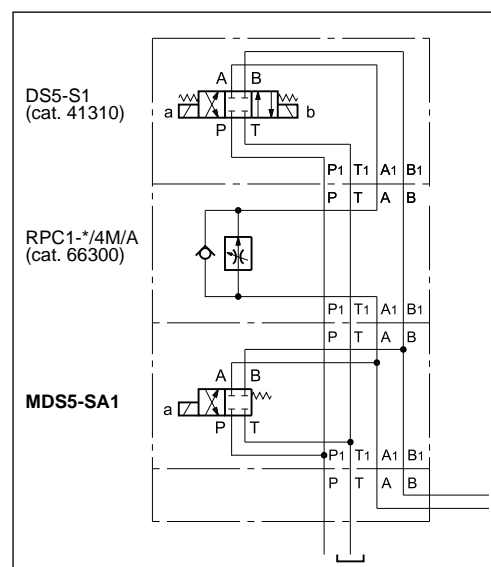 A B
DS5-S1
(cat. 41310)
a b
P T
P1 T1 A1 B1
P T A B
RPC1-*/4M/A
(cat. 66300)
P1 T1 A1 B1
P T A B
A B
MDS5-SA1
a
P T
P1 T1 A1 B1
P T A B